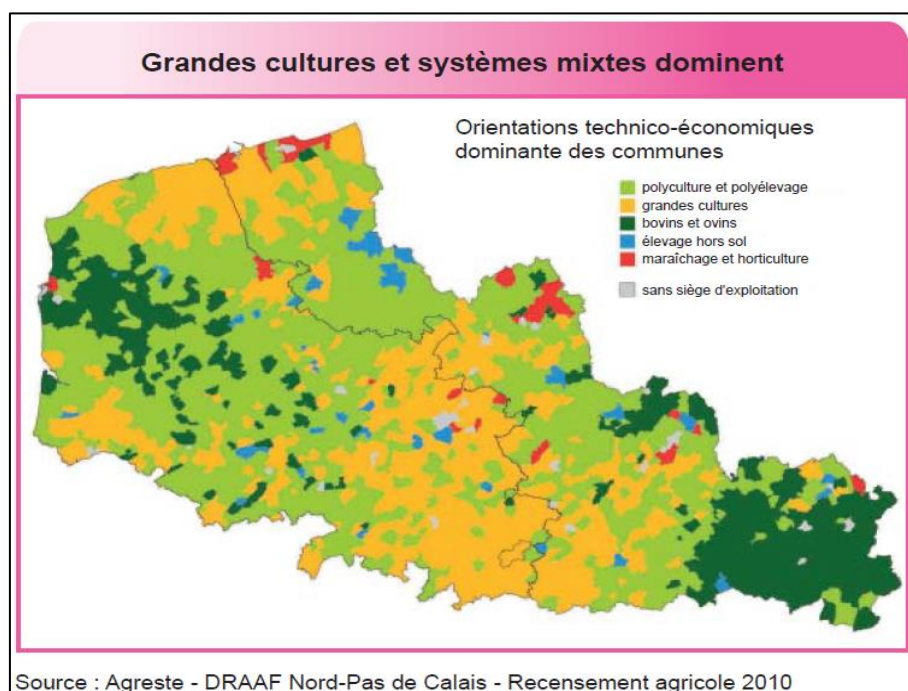 Grandes cultures et systèmes mixtes dominent
Orientations technico-économiques
dominante des communes
polyculture et polyélevage
grandes cultures
bovins et ovins
élevage hors sol
maraîchage et horticulture
sans siège d'exploitation
Source : Agreste - DRAAF Nord-Pas de Calais - Recensement agricole 2010